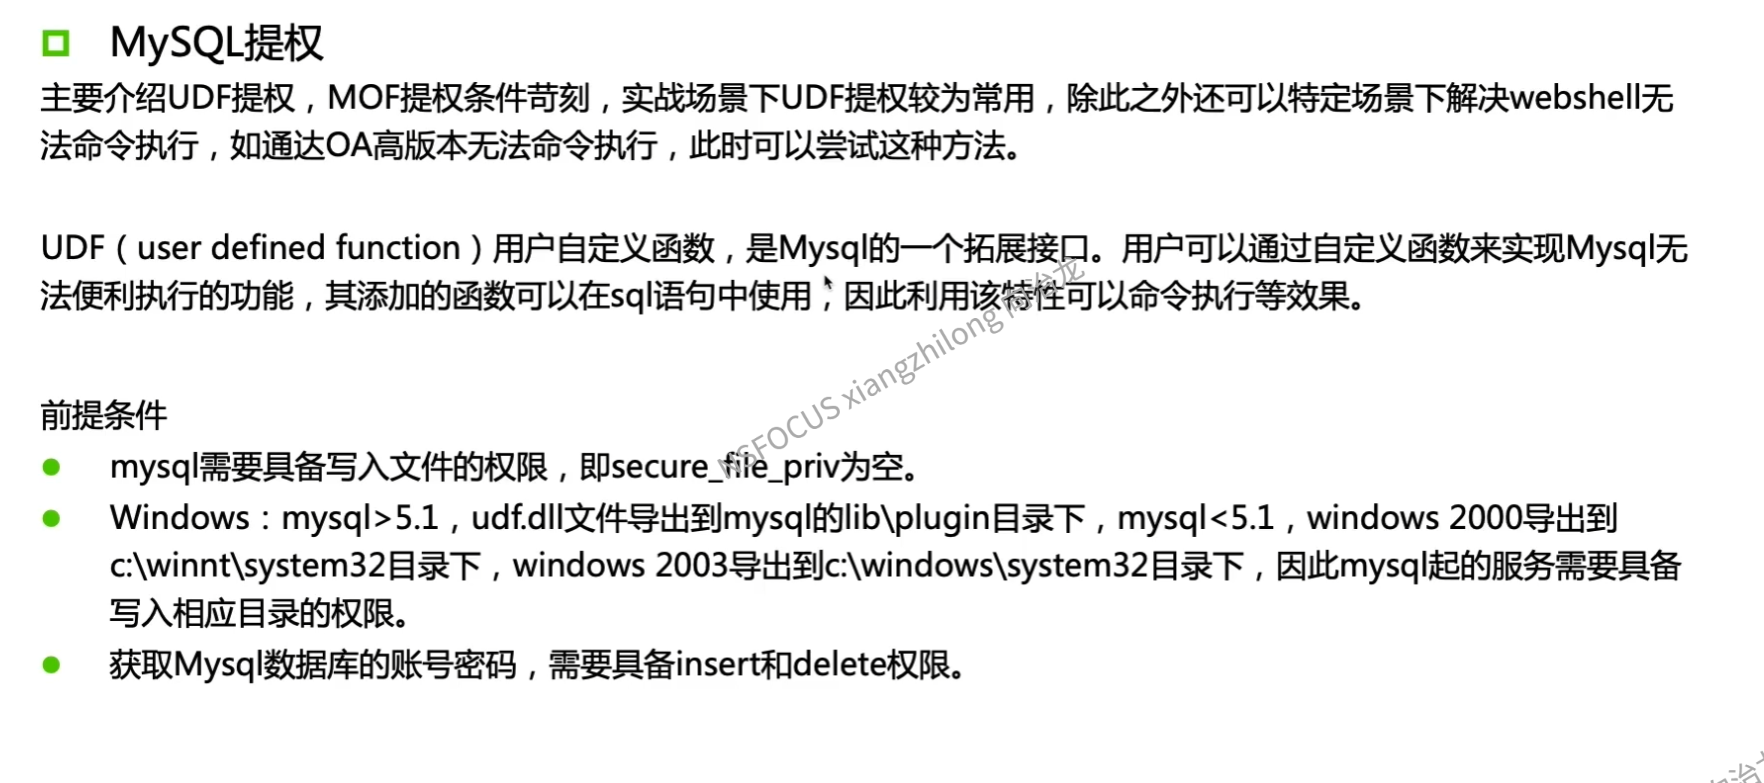 MySQL提权
主要介绍UDF提权，MOF提权条件苛刻，实战场景下UDF提权较为常用，除此之外还可以特定场景下解决webshell无
法命令执行，如通达OA高版本无法命令执行，此时可以尝试这种方法。
UDF（user defined function）用户自定义函数，是Mysql的一个拓展接口。用户可以通过自定义函数来实现Mysql无
法便利执行的功能，其添加的函数可以在sql语句中使用，因此利用该特性可以命令执行等效果。
NSFOCUS xiangzhilong
前提条件
mysql需要具备写入文件的权限，即secure_file_priv为空。
Windows：mysql>5.1，udf.dll文件导出到mysql的lib\plugin目录下，mysql<5.1，windows 2000导出到
c:\winnt\system32目录下，windows 2003导出到c:\windows\system32目录下，因此mysql起的服务需要具备
写入相应目录的权限。
获取Mysql数据库的账号密码，需要具备insert和delete权限。